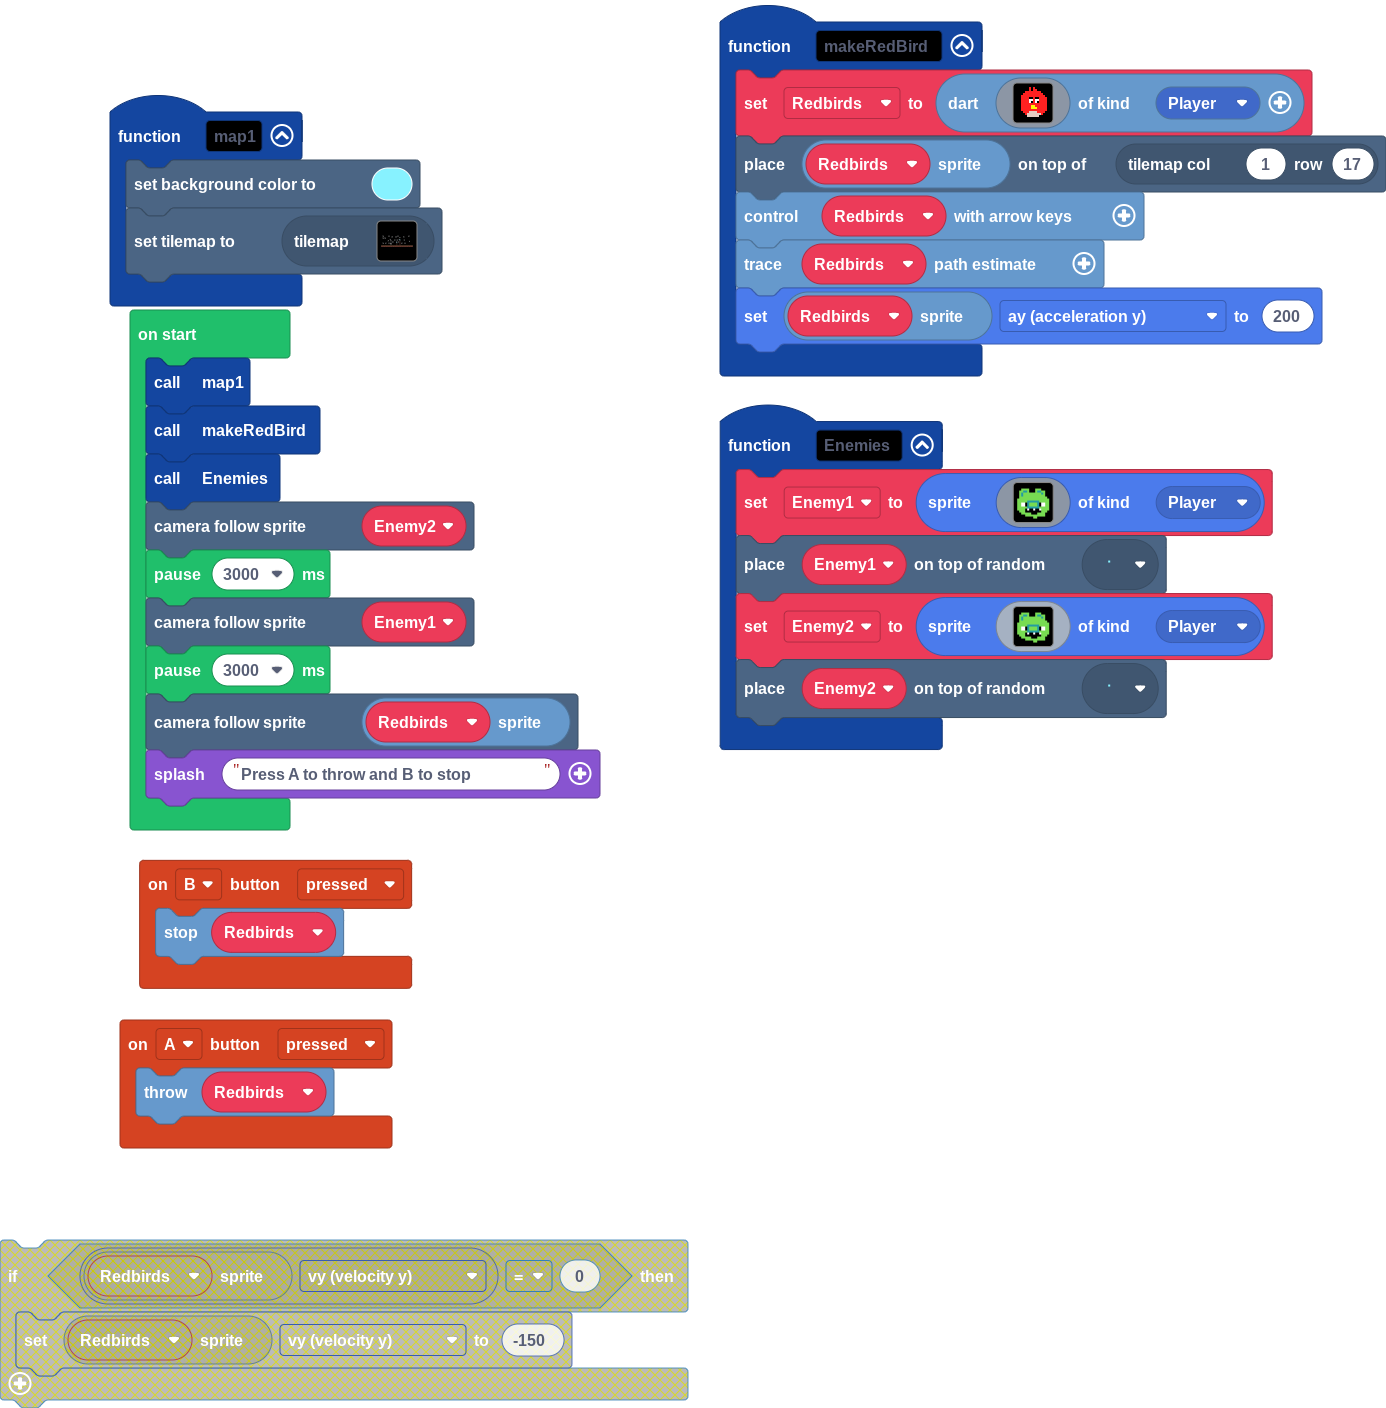 function map1
set background color to
set tilemap to tilemap
on start
call map1
call makeRedBird
call Enemies
camera follow sprite Enemy2
pause 3000 ms
camera follow sprite Enemy1
pause 3000 ms
camera follow sprite Redbirds sprite
splash "Press A to throw and B to stop "
on B button pressed
stop Redbirds
on A button pressed
throw Redbirds
if Redbirds sprite vy (velocity y) = 0 then
set Redbirds sprite vy (velocity y) to -150
function makeRedBird
set Redbirds to dart of kind Player
place Redbirds sprite on top of tilemap col 1 row 17
control Redbirds with arrow keys
trace Redbirds path estimate
set Redbirds sprite ay (acceleration y) to 200
function Enemies
set Enemy1 to sprite of kind Player
place Enemy1 on top of random
set Enemy2 to sprite of kind Player
place Enemy2 on top of random